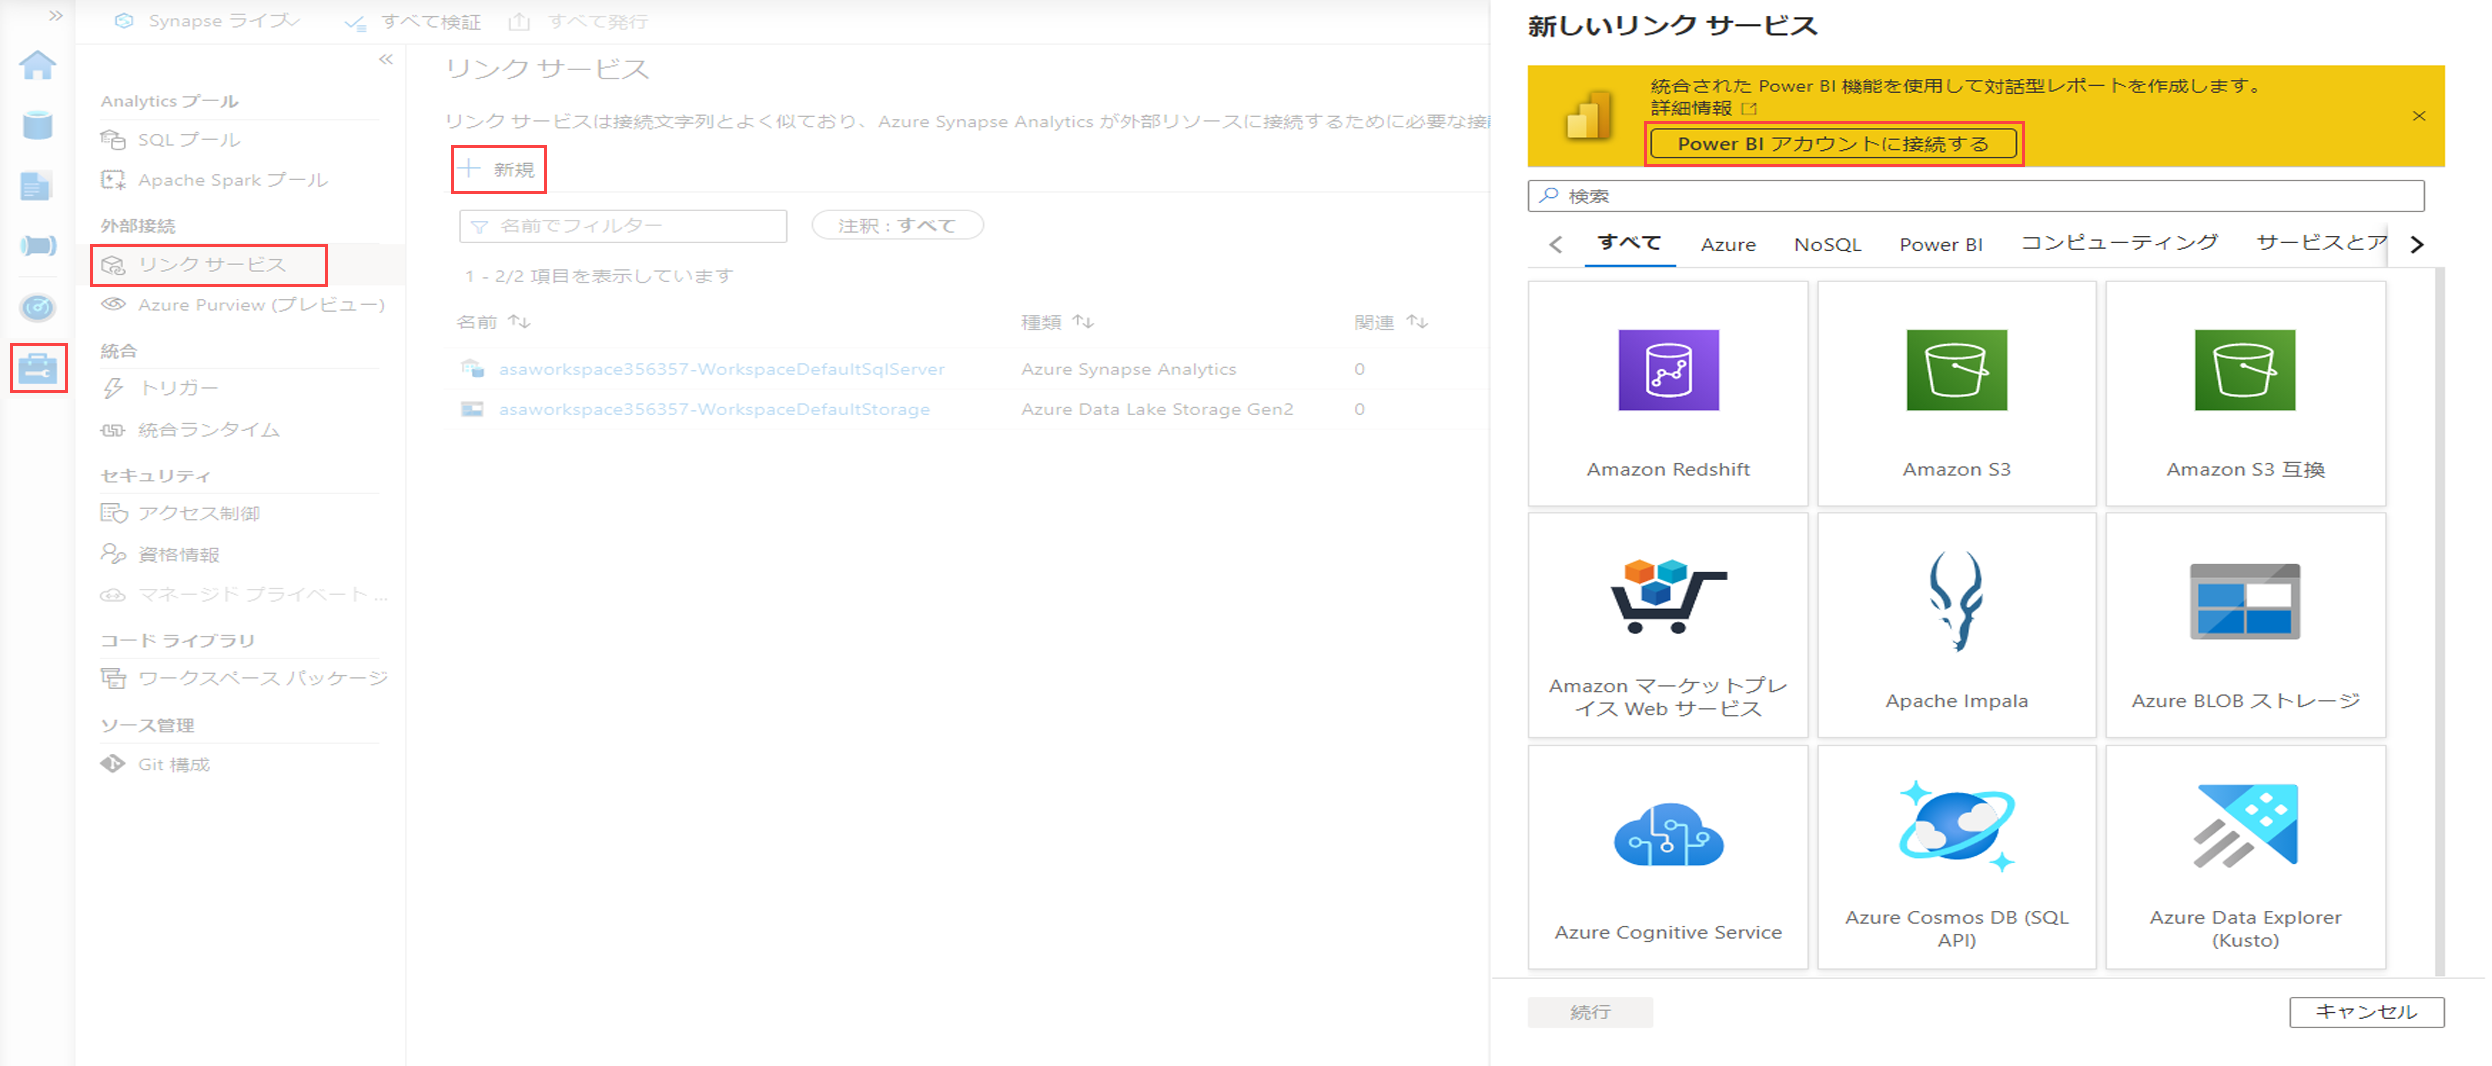 Synapse ライブ
すべて検証
すべて発行
Analytics プール
SQL プール
Apache Spark プール
外部接続
リンク サービス
Azure Purview (プレビュー)
統合
トリガー
統合ランタイム
セキュリティ
アクセス制御
資格情報
マネージド プライベート ...
コード ライブラリ
ワークスペース パッケージ
ソース管理
Git 構成
リンク サービス
リンク サービスは接続文字列とよく似ており、Azure Synapse Analytics が外部リソースに接続するために必要な接
新規
名前でフィルター
注釈 : すべて
1 - 2/2 項目を表示しています
名前 種類 関連
asaworkspace356357-WorkspaceDefaultSqlServer Azure Synapse Analytics 0
asaworkspace356357-WorkspaceDefaultStorage Azure Data Lake Storage Gen2 0
新しいリンク サービス
統合された Power BI 機能を使用して対話型レポートを作成します。
詳細情報
Power BI アカウントに接続する
検索
すべて Azure NoSQL Power BI コンピューティング サービスとア
Amazon Redshift
Amazon S3
Amazon S3 互換
Amazon マーケットプレ
イス Web サービス
Apache Impala
Azure BLOB ストレージ
Azure Cognitive Service
Azure Cosmos DB (SQL
API)
Azure Data Explorer
(Kusto)
続行
キャンセル